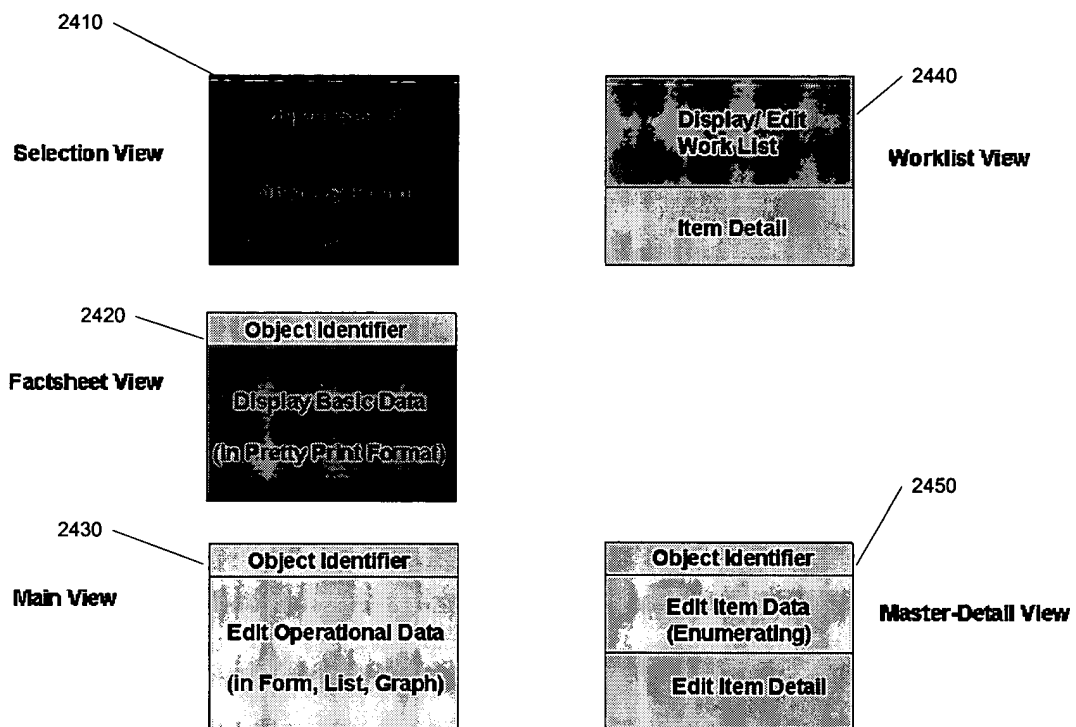 2410
Selection View
2440
Display/ Edit
Work List
Item Detail
Worklist View
2420
Object Identifier
Factsheet View
Display Basic Data
(in Pretty Print Format)
2430
Object Identifier
Main View
Edit Operational Data
(in Form, List, Graph)
2450
Object Identifier
Edit Item Data
(Enumerating)
Edit Item Detail
Master-Detail View